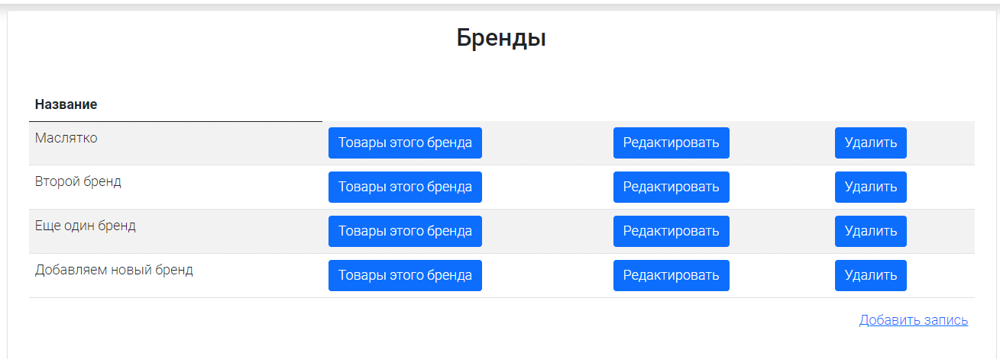 Бренды
Название
Маслятко Товары этого бренда Редактировать Удалить
Второй бренд Товары этого бренда Редактировать Удалить
Еще один бренд Товары этого бренда Редактировать Удалить
Добавляем новый бренд Товары этого бренда Редактировать Удалить
Добавить запись